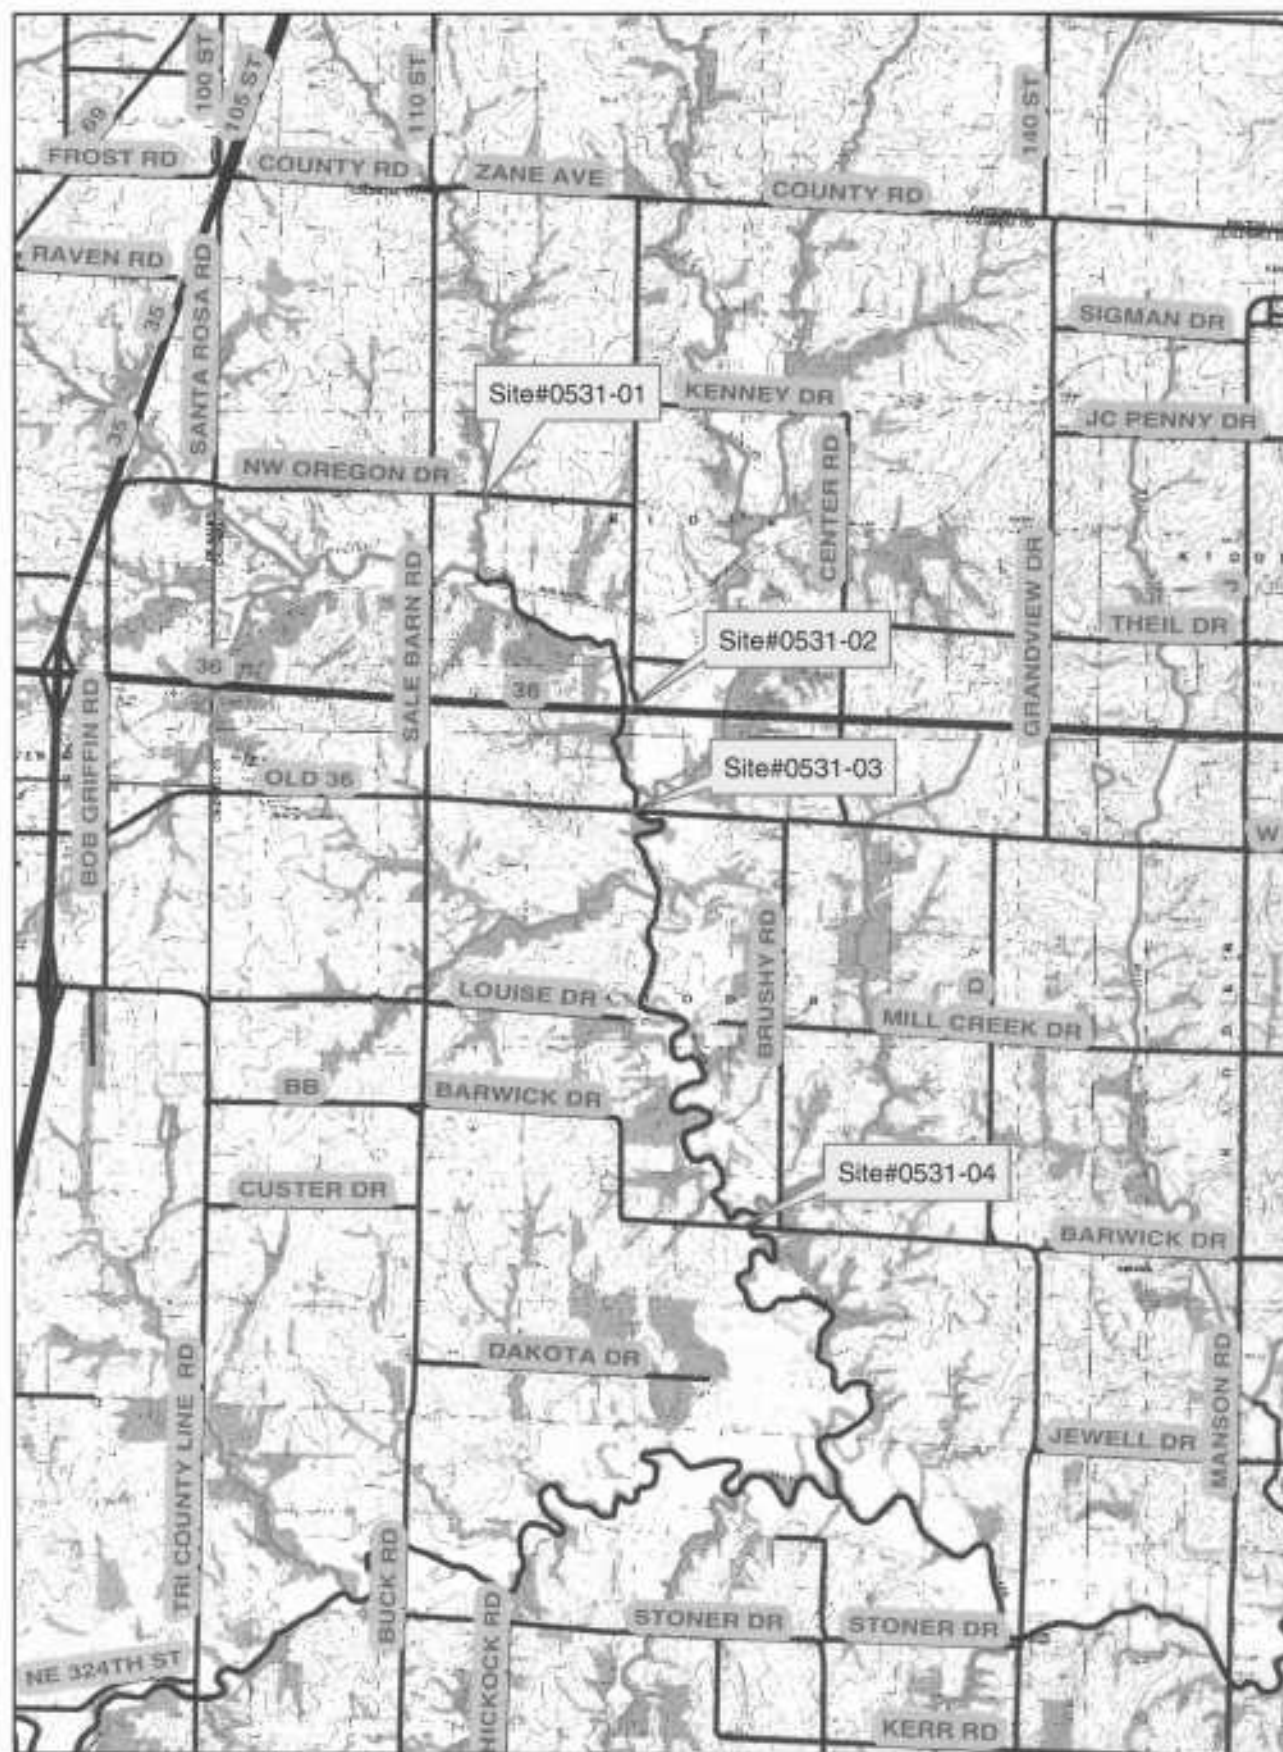 100 ST
105 ST
110 ST
140 ST
69
FROST RD
COUNTY RD
ZANE AVE
COUNTY RD
RAVEN RD
SANTA ROSA RD
35
SIGMAN DR
Site#0531-01
KENNEY DR
JC PENNY DR
35
NW OREGON DR
CENTER RD
SALE BARN RD
GRANDVIEW DR
J
THEIL DR
Site#0531-02
36
36
BOB GRIFFIN RD
Site#0531-03
OLD 36
W
BRUSHY RD
LOUISE DR
D
MILL CREEK DR
BB
BARWICK DR
Site#0531-04
CUSTER DR
BARWICK DR
DAKOTA DR
TRI COUNTY LINE RD
MANSON RD
JEWELL DR
BUCK RD
HICKOCK RD
STONER DR
STONER DR
NE 324TH ST
KERR RD